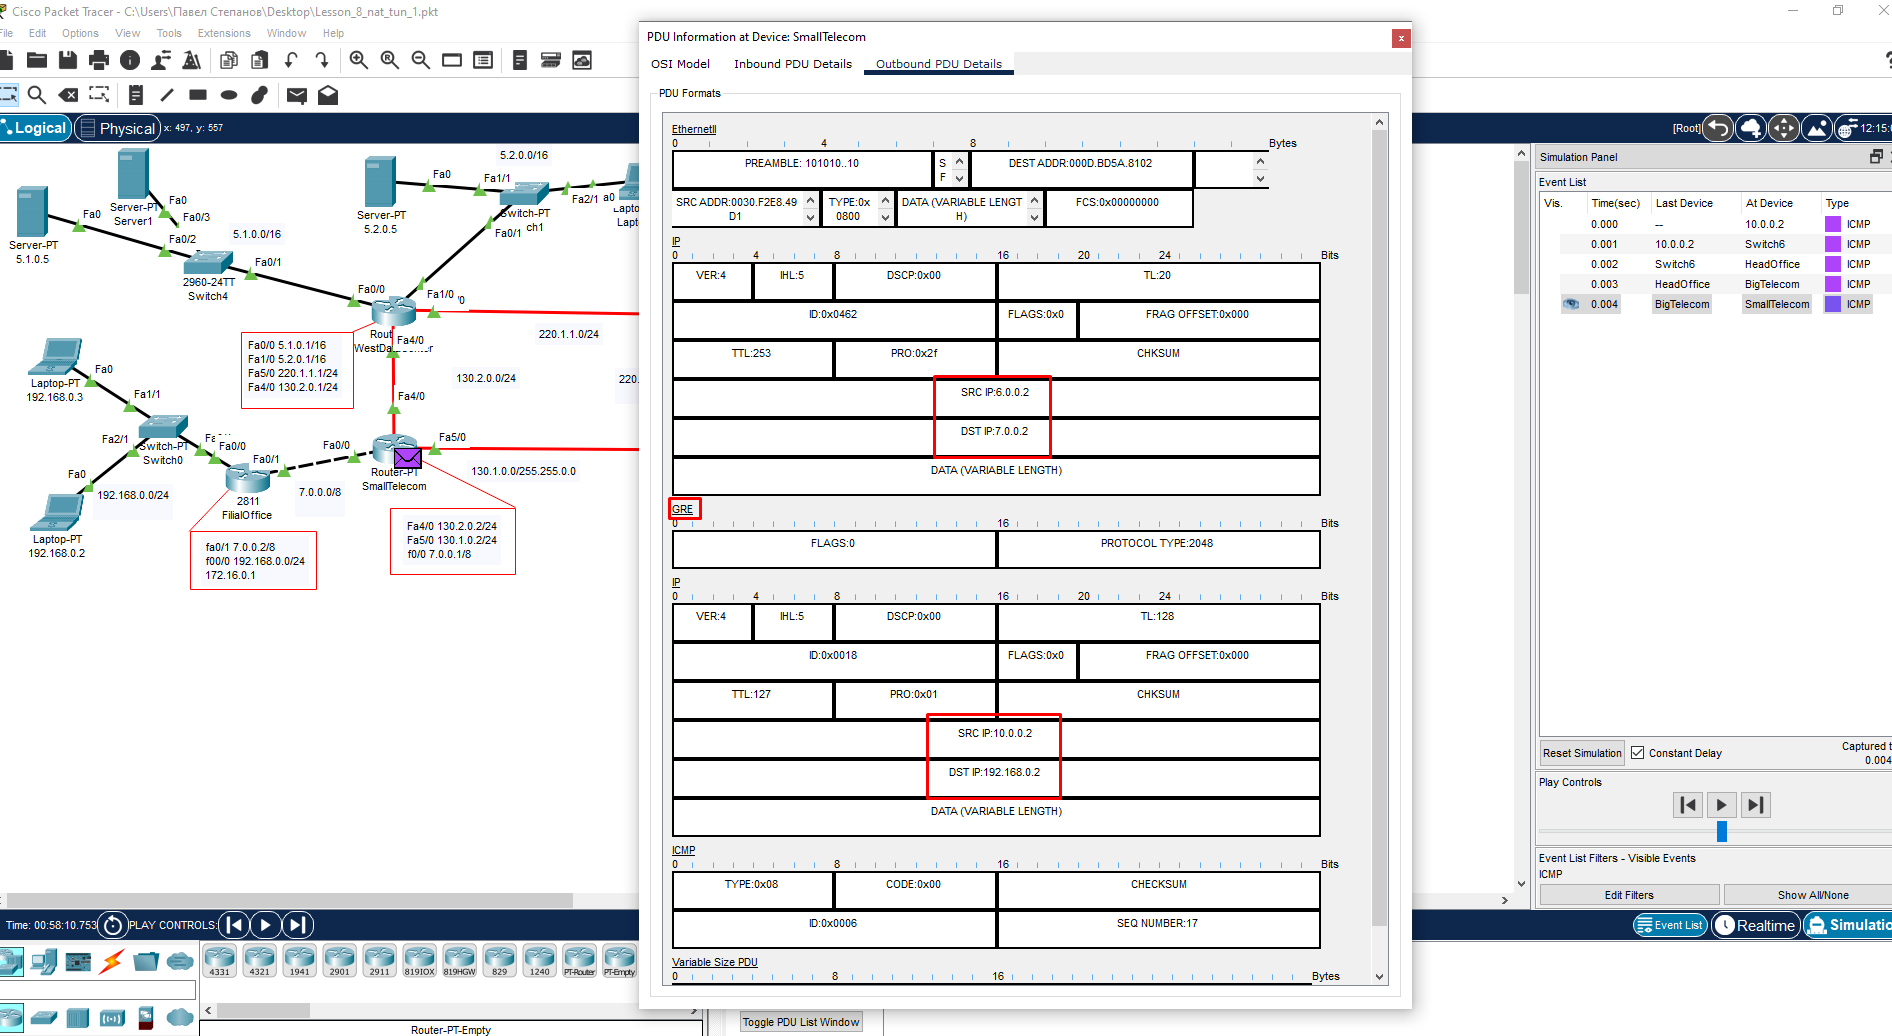 Cisco Packet Tracer - C:\Users\Павел Степанов\Desktop\Lesson_8_nat_tun_1.pkt
File Edit Options View Tools Extensions Window Help
Logical Physical x: 497, y: 557
[Root] 12:15:0
5.2.0.0/16
Fa0 Fa1/1
Fa2/1 a0
Server-PT
Server1
Fa0
Fa0/3
Server-PT
5.2.0.5
Switch-PT
ch1
Fa0/1
Laptop
Lapt
Server-PT
5.1.0.5
Fa0
Fa0/2
5.1.0.0/16
Fa0/1
2960-24TT
Switch4
Fa0/0
Fa1/0
/0
Rout
WestDataCenter
Fa4/0
Fa0/0 5.1.0.1/16
Fa1/0 5.2.0.1/16
Fa5/0 220.1.1.1/24
Fa4/0 130.2.0.1/24
220.1.1.0/24
130.2.0.0/24
220.
Fa4/0
Laptop-PT
192.168.0.3
Fa0
Fa1/1
Fa2/1
Switch-PT
Switch0
Fa0/0
Fa0/1
Fa0/0
Fa5/0
Router-PT
SmallTelecom
130.1.0.0/255.255.0.0
Fa0
192.168.0.0/24
2811
FilialOffice
7.0.0.0/8
Laptop-PT
192.168.0.2
fa0/1 7.0.0.2/8
f00/0 192.168.0.0/24
172.16.0.1
Fa4/0 130.2.0.2/24
Fa5/0 130.1.0.2/24
f0/0 7.0.0.1/8
Time: 00:58:10.753 PLAY CONTROLS:
4331 4321 1941 2901 2911 819IOX 819HGW 829 1240 PT-Router PT-Empty
Router-PT-Empty
Toggle PDU List Window
PDU Information at Device: SmallTelecom
OSI Model Inbound PDU Details Outbound PDU Details
PDU Formats
EthernetII
0 4 8 Bytes
PREAMBLE: 101010..10 S F DEST ADDR:000D.BD5A.8102
SRC ADDR:0030.F2E8.49D1 TYPE:0x0800 DATA (VARIABLE LENGTH) FCS:0x00000000
IP
0 4 8 16 20 24 Bits
VER:4 IHL:5 DSCP:0x00 TL:20
ID:0x0462 FLAGS:0x0 FRAG OFFSET:0x000
TTL:253 PRO:0x2f CHKSUM
SRC IP:6.0.0.2
DST IP:7.0.0.2
DATA (VARIABLE LENGTH)
GRE
0 16 Bits
FLAGS:0 PROTOCOL TYPE:2048
IP
0 4 8 16 20 24 Bits
VER:4 IHL:5 DSCP:0x00 TL:128
ID:0x0018 FLAGS:0x0 FRAG OFFSET:0x000
TTL:127 PRO:0x01 CHKSUM
SRC IP:10.0.0.2
DST IP:192.168.0.2
DATA (VARIABLE LENGTH)
ICMP
0 8 16 Bits
TYPE:0x08 CODE:0x00 CHECKSUM
ID:0x0006 SEQ NUMBER:17
Variable Size PDU
0 8 16 Bytes
Simulation Panel
Event List
Vis. Time(sec) Last Device At Device Type
0.000 -- 10.0.0.2 ICMP
0.001 10.0.0.2 Switch6 ICMP
0.002 Switch6 HeadOffice ICMP
0.003 HeadOffice BigTelecom ICMP
0.004 BigTelecom SmallTelecom ICMP
Reset Simulation Constant Delay Captured t
0.004
Play Controls
Event List Filters - Visible Events
ICMP
Edit Filters Show All/None
Event List Realtime Simulatio